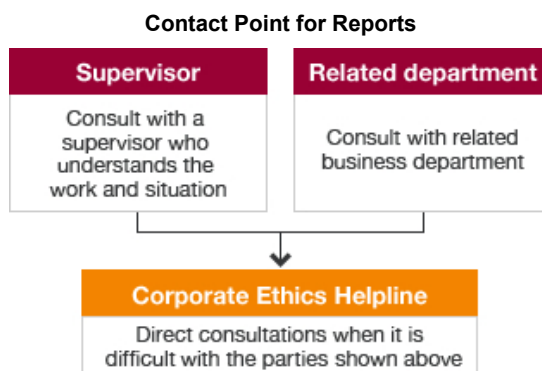 Contact Point for Reports
Supervisor
Consult with a
supervisor who
understands the
work and situation
Related department
Consult with related
business department
Corporate Ethics Helpline
Direct consultations when it is
difficult with the parties shown above